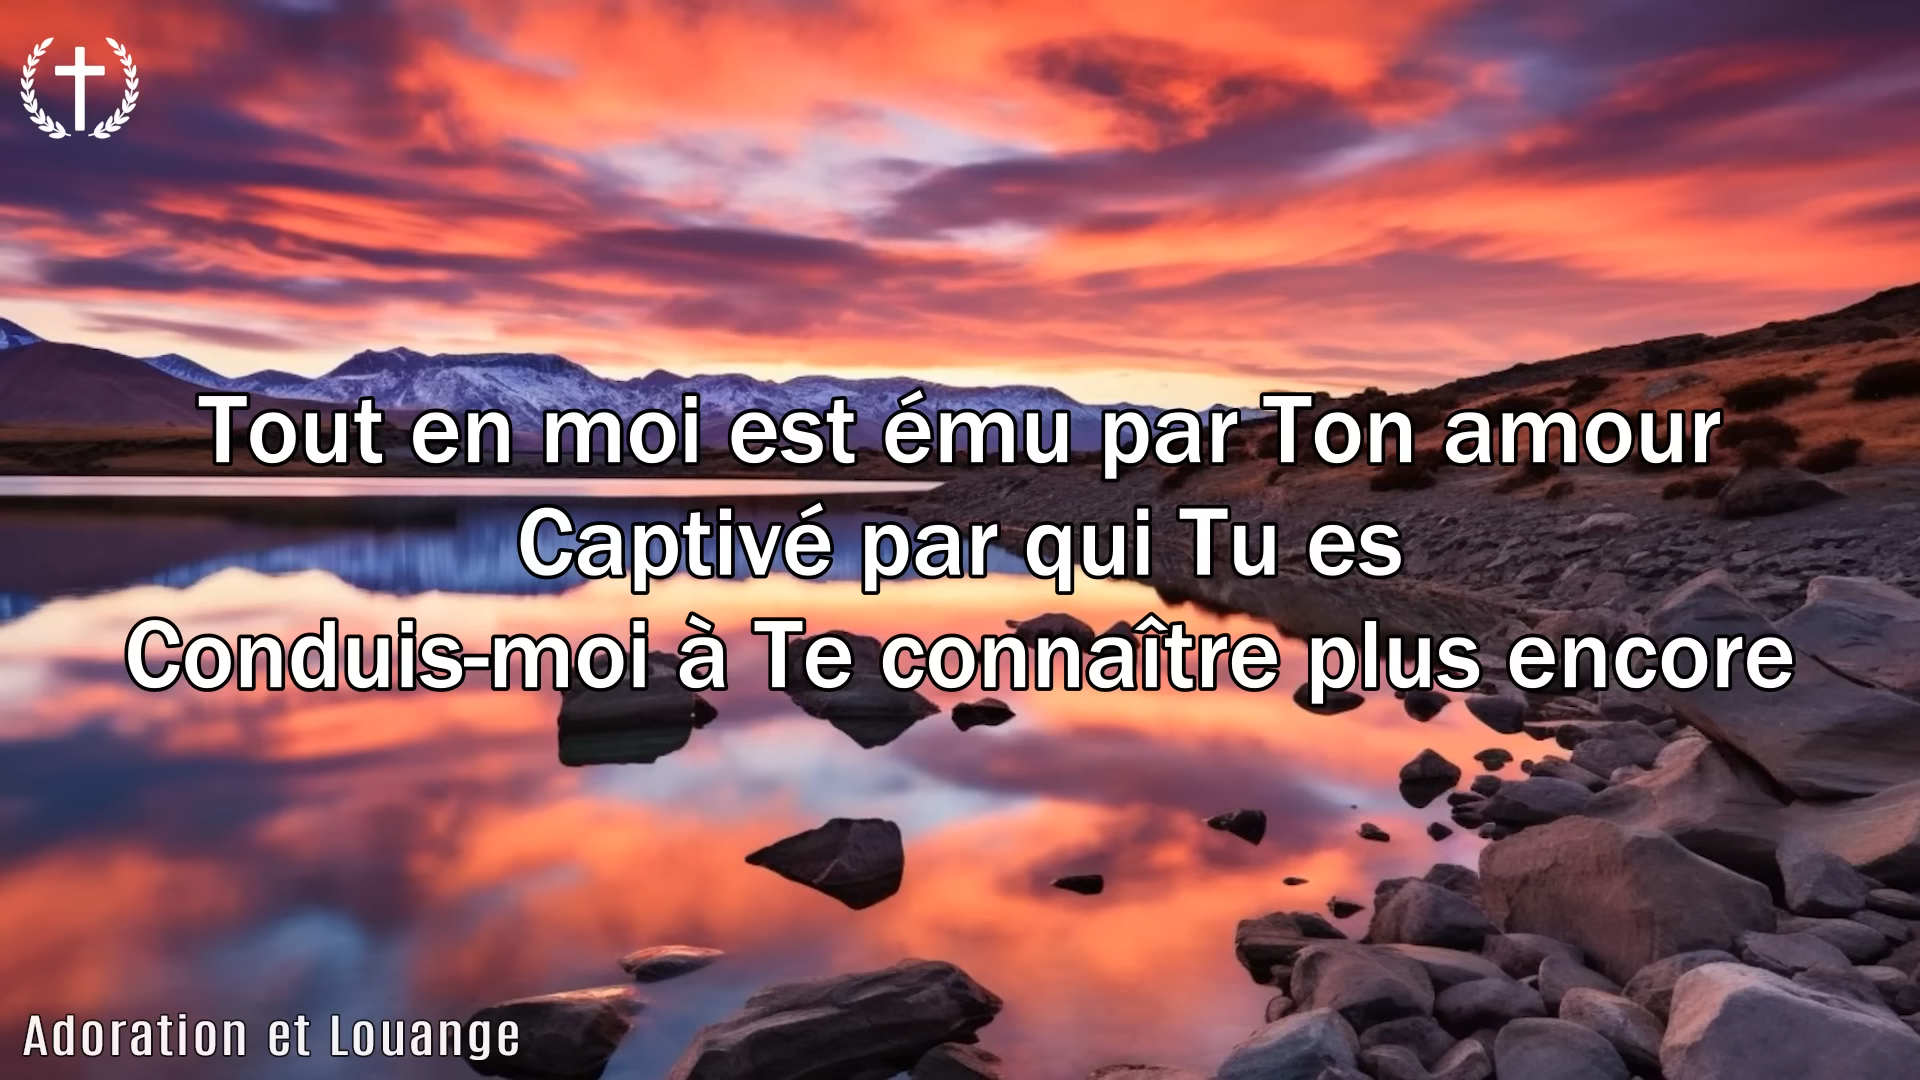 Tout en moi est ému par Ton amour
Captivé par qui Tu es
Conduis-moi à Te connaître plus encore
Adoration et Louange